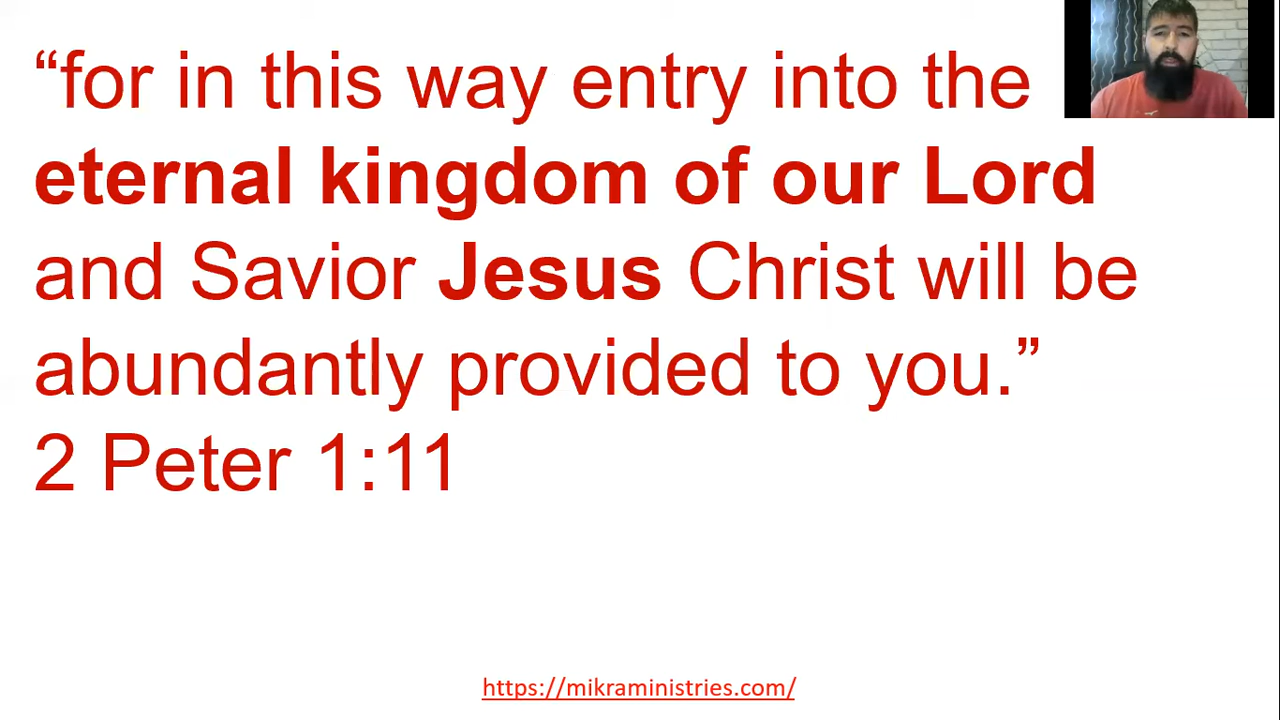 “for in this way entry into the
eternal kingdom of our Lord
and Savior Jesus Christ will be
abundantly provided to you.”
2 Peter 1:11
https://mikraministries.com/